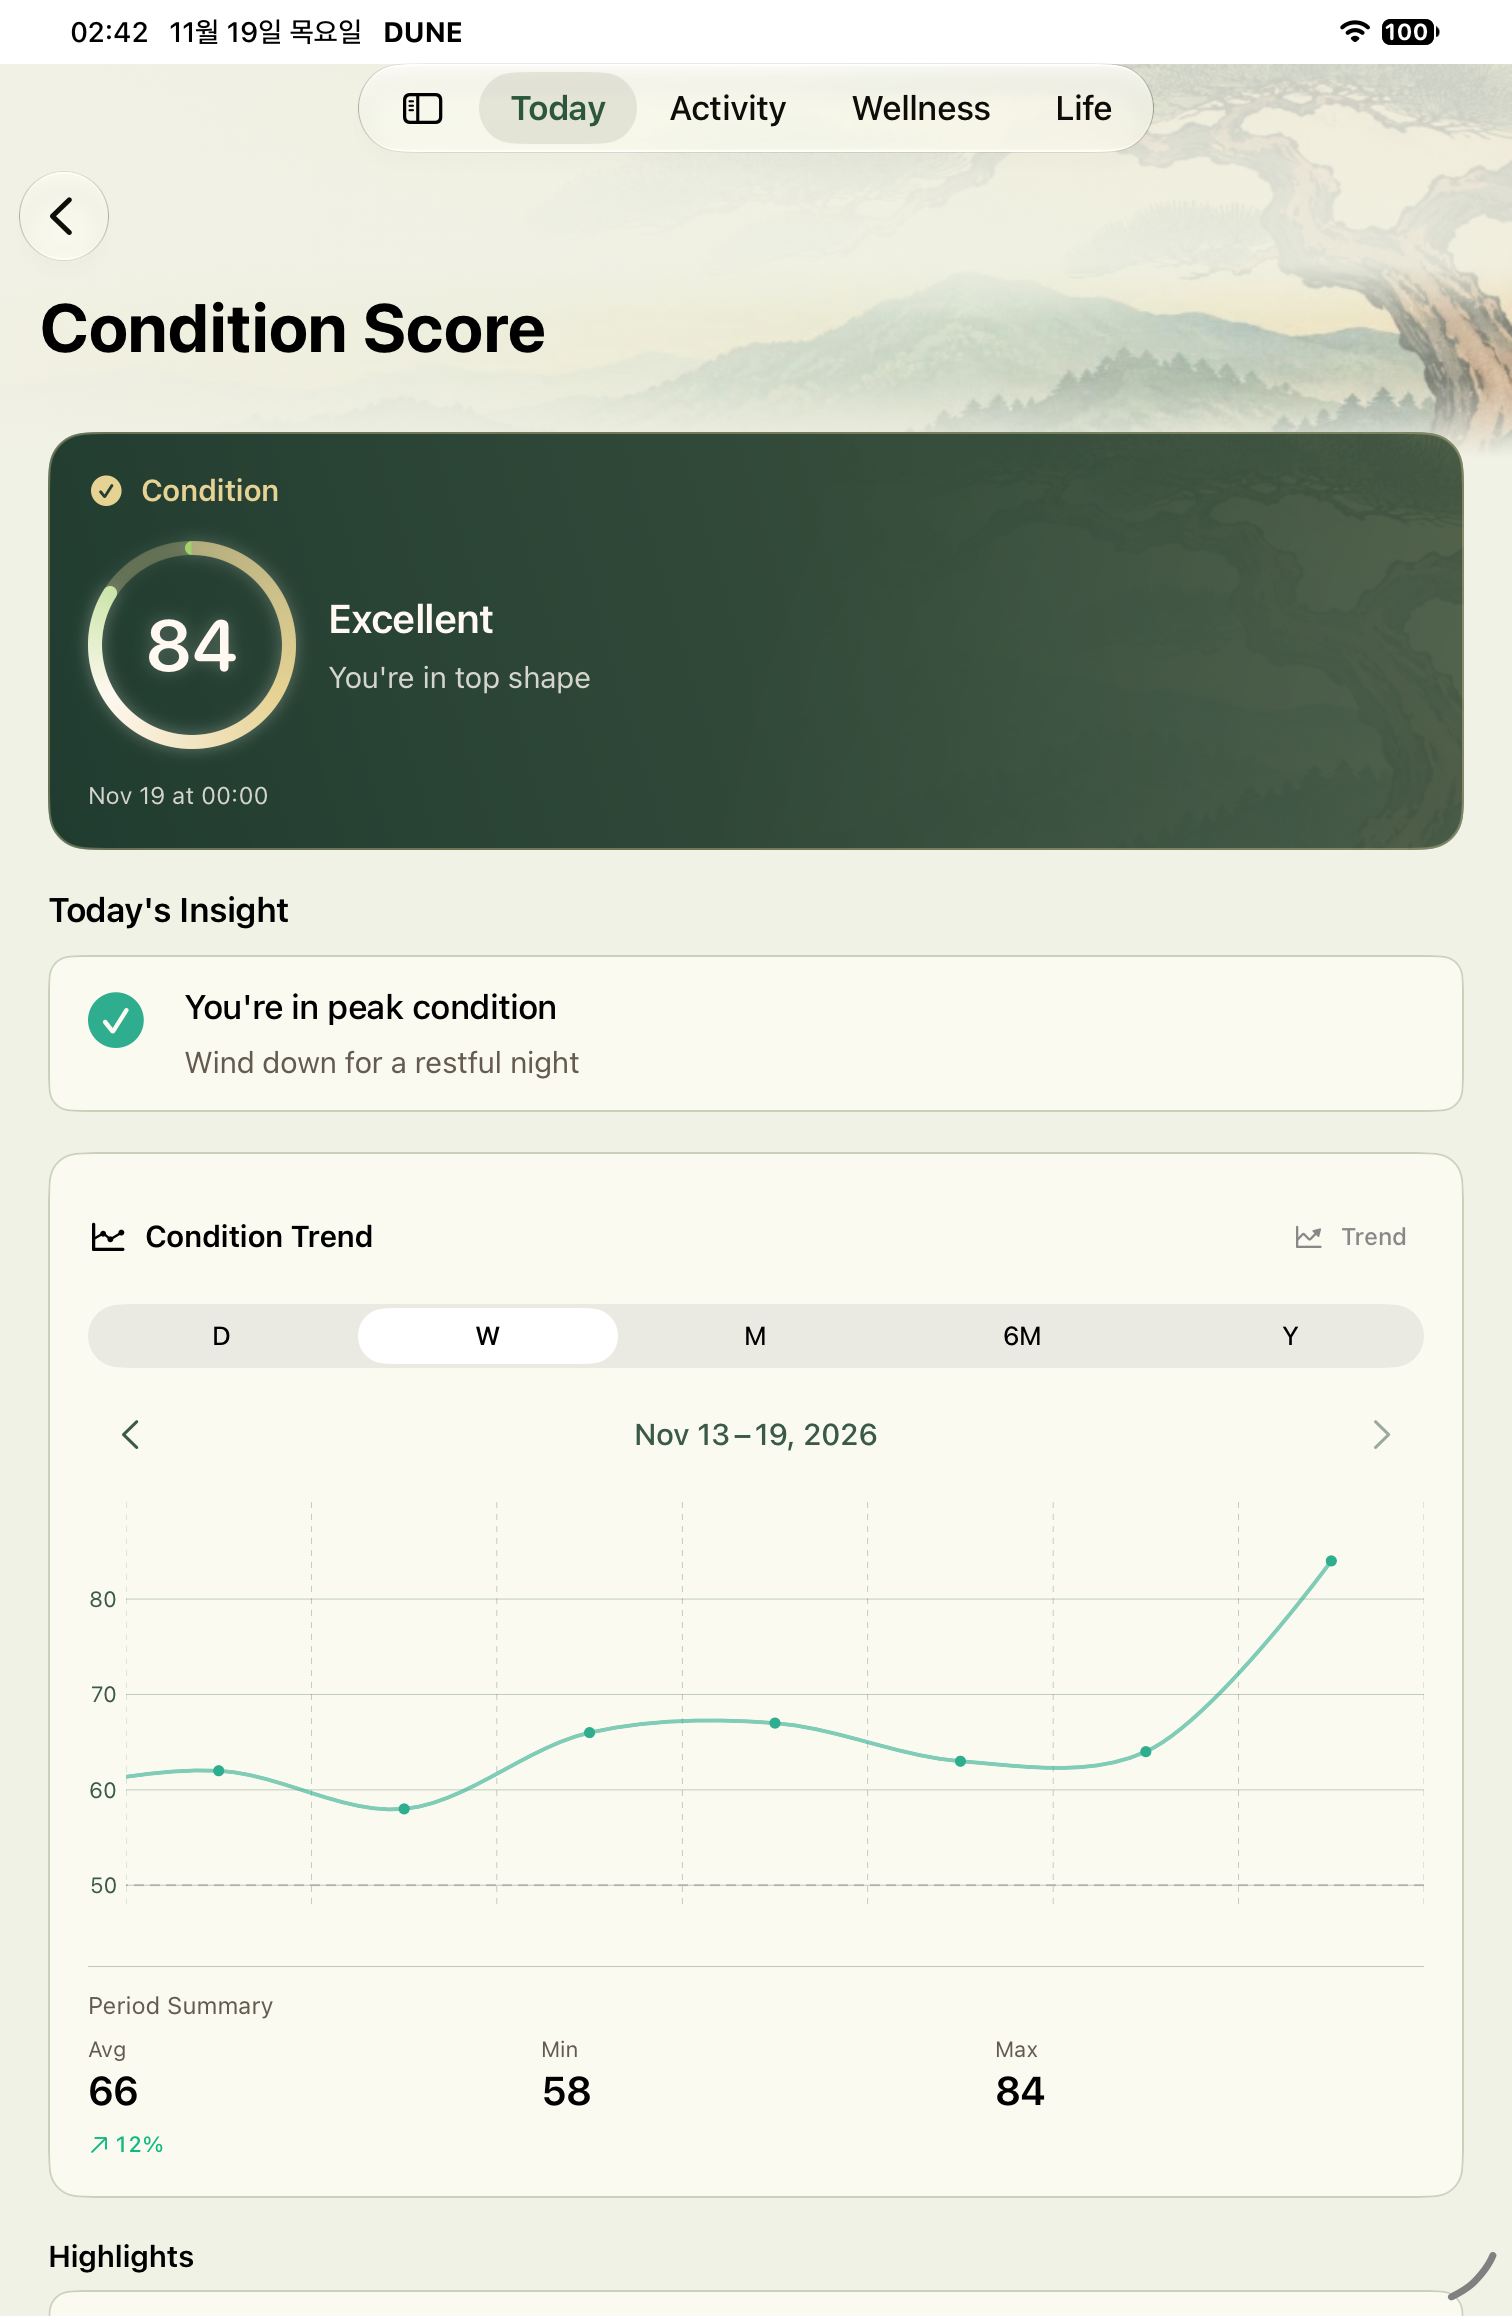 02:42 11월 19일 목요일 DUNE 100
Today Activity Wellness Life
Condition Score
Condition
84
Excellent
You're in top shape
Nov 19 at 00:00
Today's Insight
You're in peak condition
Wind down for a restful night
Condition Trend
Trend
D W M 6M Y
Nov 13–19, 2026
80
70
60
50
Period Summary
Avg Min Max
66 58 84
12%
Highlights